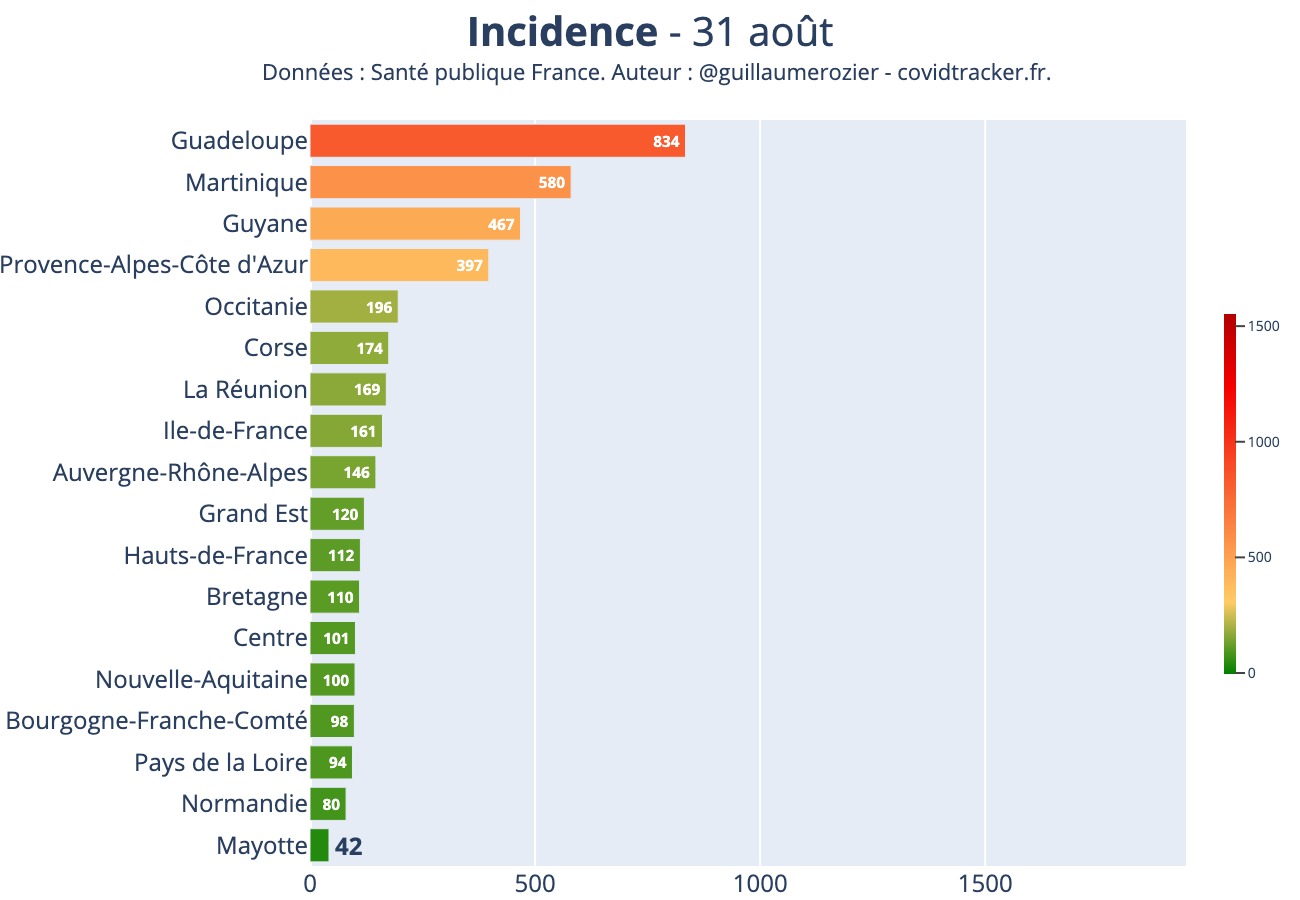 Incidence - 31 août
Données : Santé publique France. Auteur : @guillaumerozier - covidtracker.fr.
Guadeloupe 834
Martinique 580
Guyane 467
Provence-Alpes-Côte d'Azur 397
Occitanie 196
Corse 174
La Réunion 169
Ile-de-France 161
Auvergne-Rhône-Alpes 146
Grand Est 120
Hauts-de-France 112
Bretagne 110
Centre 101
Nouvelle-Aquitaine 100
Bourgogne-Franche-Comté 98
Pays de la Loire 94
Normandie 80
Mayotte 42
0 500 1000 1500
1500
1000
500
0